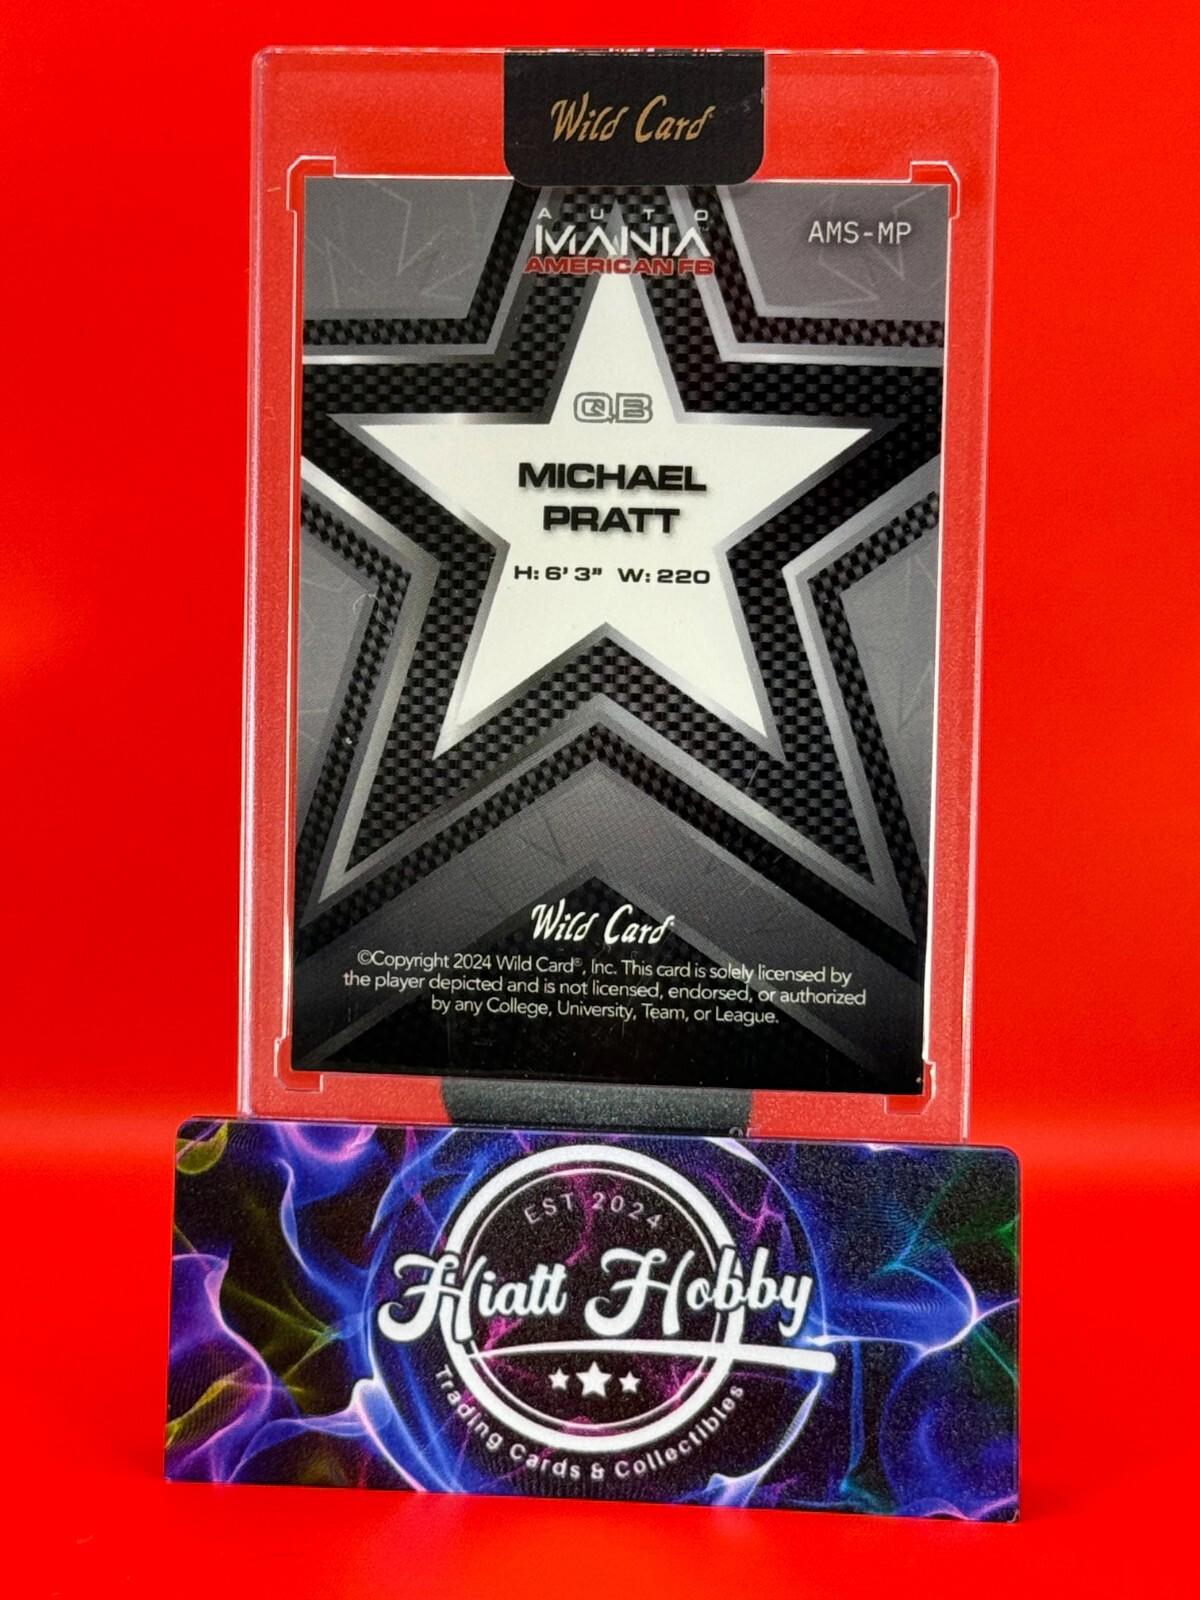 Wild Card
AUTO
MANIA
AMERICAN FB
AMS-MP
QB
MICHAEL
PRATT
H: 6' 3" W: 220
Wild Card
©Copyright 2024 Wild Card®, Inc. This card is solely licensed by
the player depicted and is not licensed, endorsed, or authorized
by any College, University, Team, or League.
EST 2024
Hiatt Hobby
Trading Cards & Collectibles